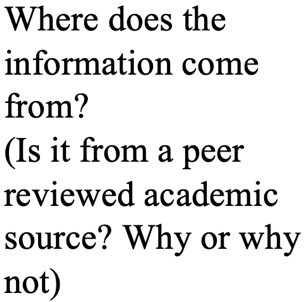 Where does the
information come
from?
(Is it from a peer
reviewed academic
source? Why or why
not)